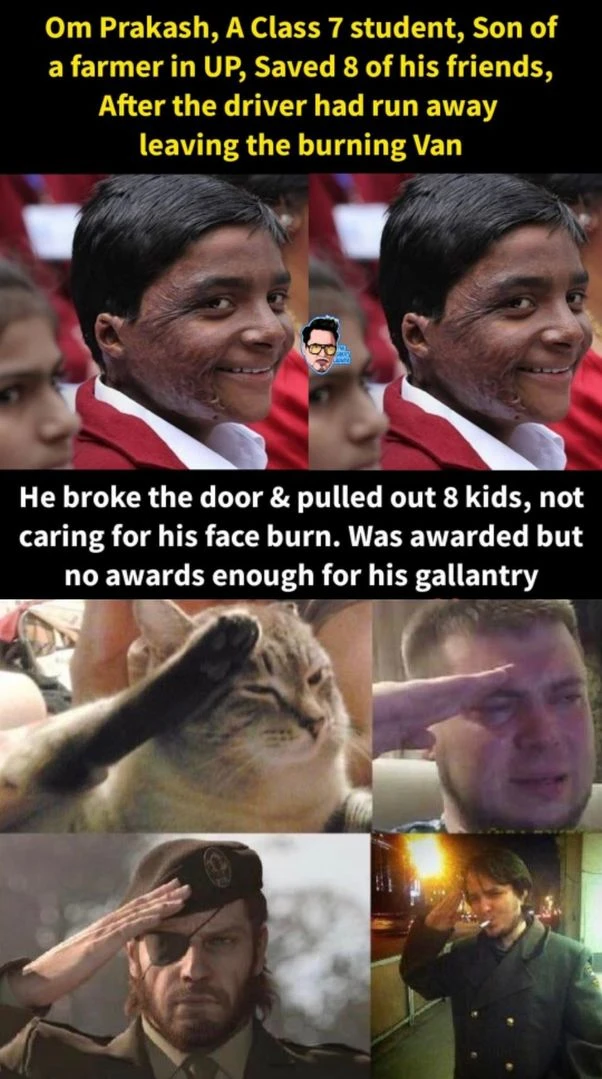 Om Prakash, A Class 7 student, Son of
a farmer in UP, Saved 8 of his friends,
After the driver had run away
leaving the burning Van
He broke the door & pulled out 8 kids, not
caring for his face burn. Was awarded but
no awards enough for his gallantry